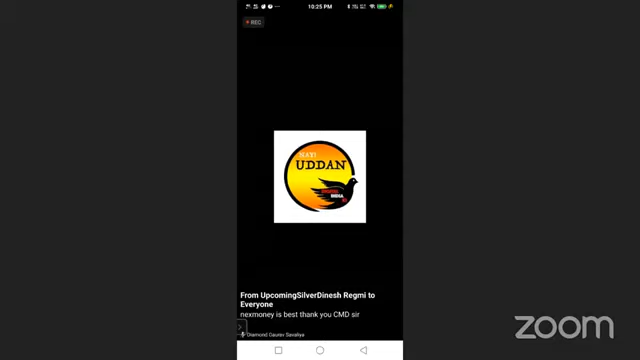 10:25 PM
REC
UDDAN
From UpcomingSilverDinesh Regmi to
Everyone
nexmoney is best thank you CMD sir
Diamond Gaurav Savaliya
zoom